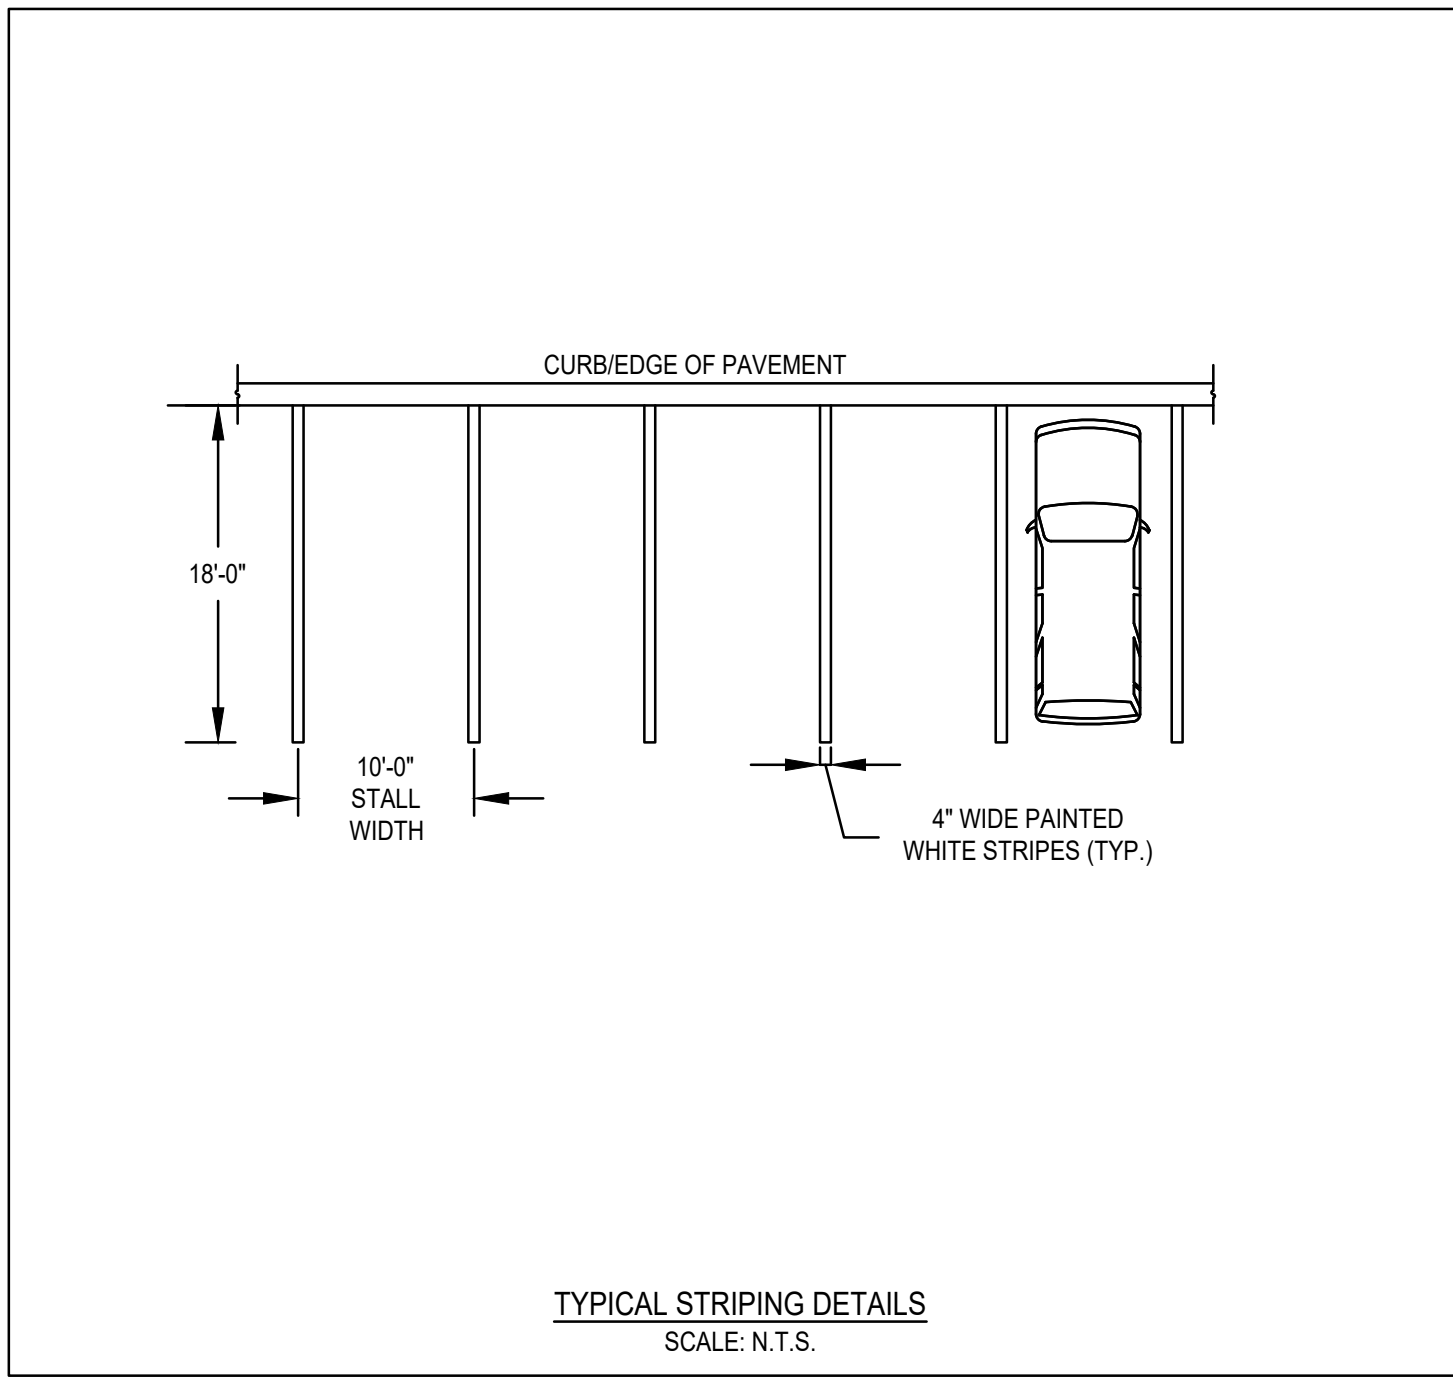 CURB/EDGE OF PAVEMENT
18'-0"
10'-0"
STALL
WIDTH
4" WIDE PAINTED
WHITE STRIPES (TYP.)
TYPICAL STRIPING DETAILS
SCALE: N.T.S.